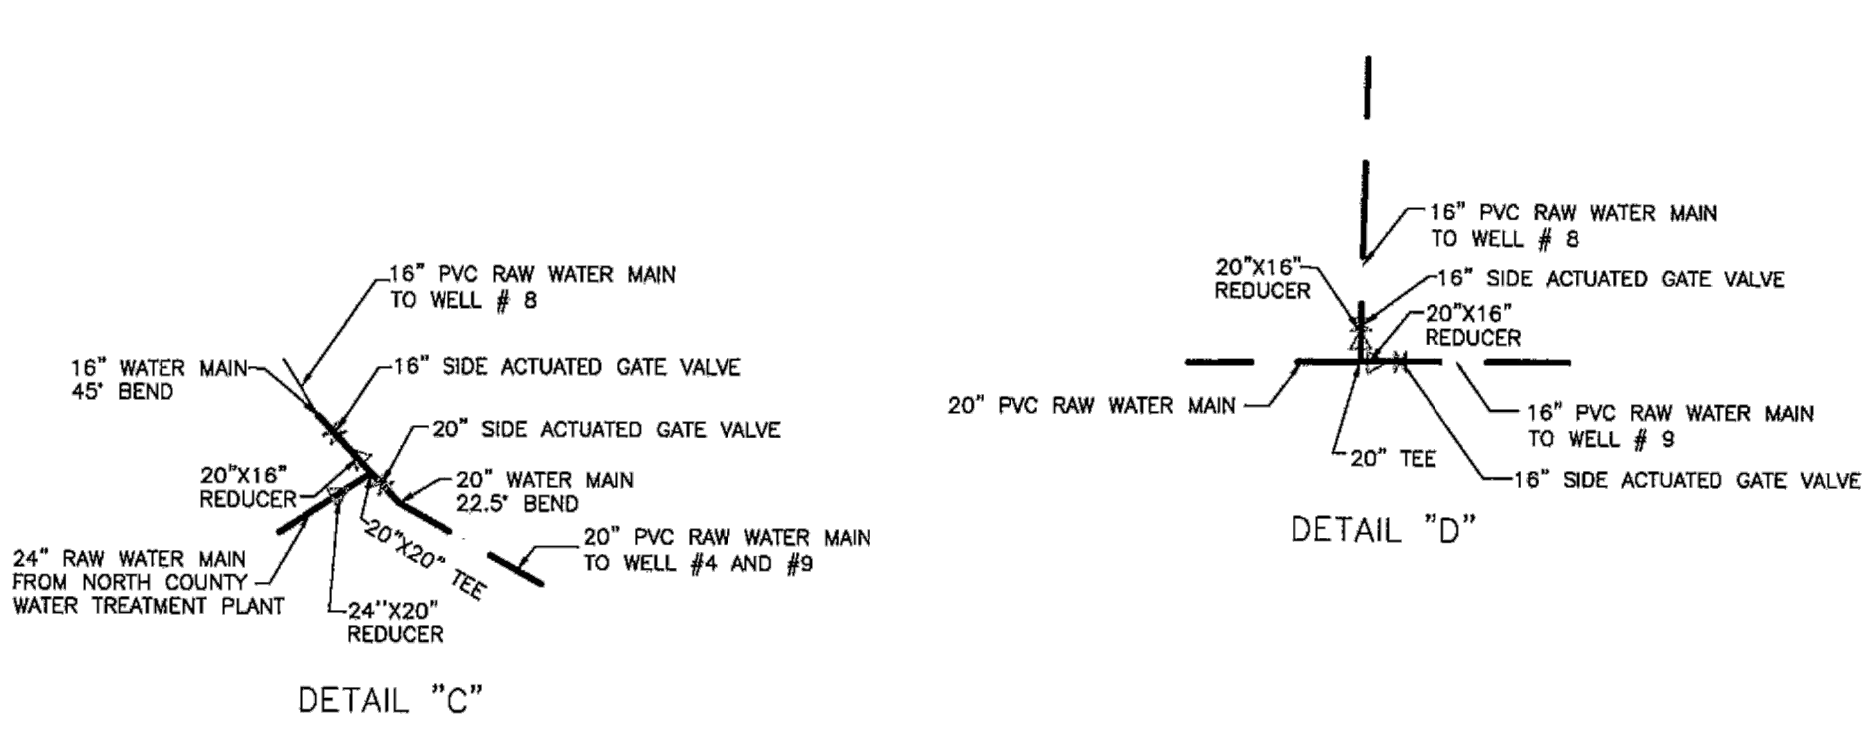 16" PVC RAW WATER MAIN
TO WELL # 8
16" WATER MAIN
45° BEND
16" SIDE ACTUATED GATE VALVE
20" SIDE ACTUATED GATE VALVE
20"X16"
REDUCER
20" WATER MAIN
22.5° BEND
20"X20" TEE
20" PVC RAW WATER MAIN
TO WELL #4 AND #9
24" RAW WATER MAIN
FROM NORTH COUNTY
WATER TREATMENT PLANT
24"X20"
REDUCER
DETAIL "C"
16" PVC RAW WATER MAIN
TO WELL # 8
20"X16"
REDUCER
16" SIDE ACTUATED GATE VALVE
20"X16"
REDUCER
20" PVC RAW WATER MAIN
16" PVC RAW WATER MAIN
TO WELL # 9
20" TEE
16" SIDE ACTUATED GATE VALVE
DETAIL "D"